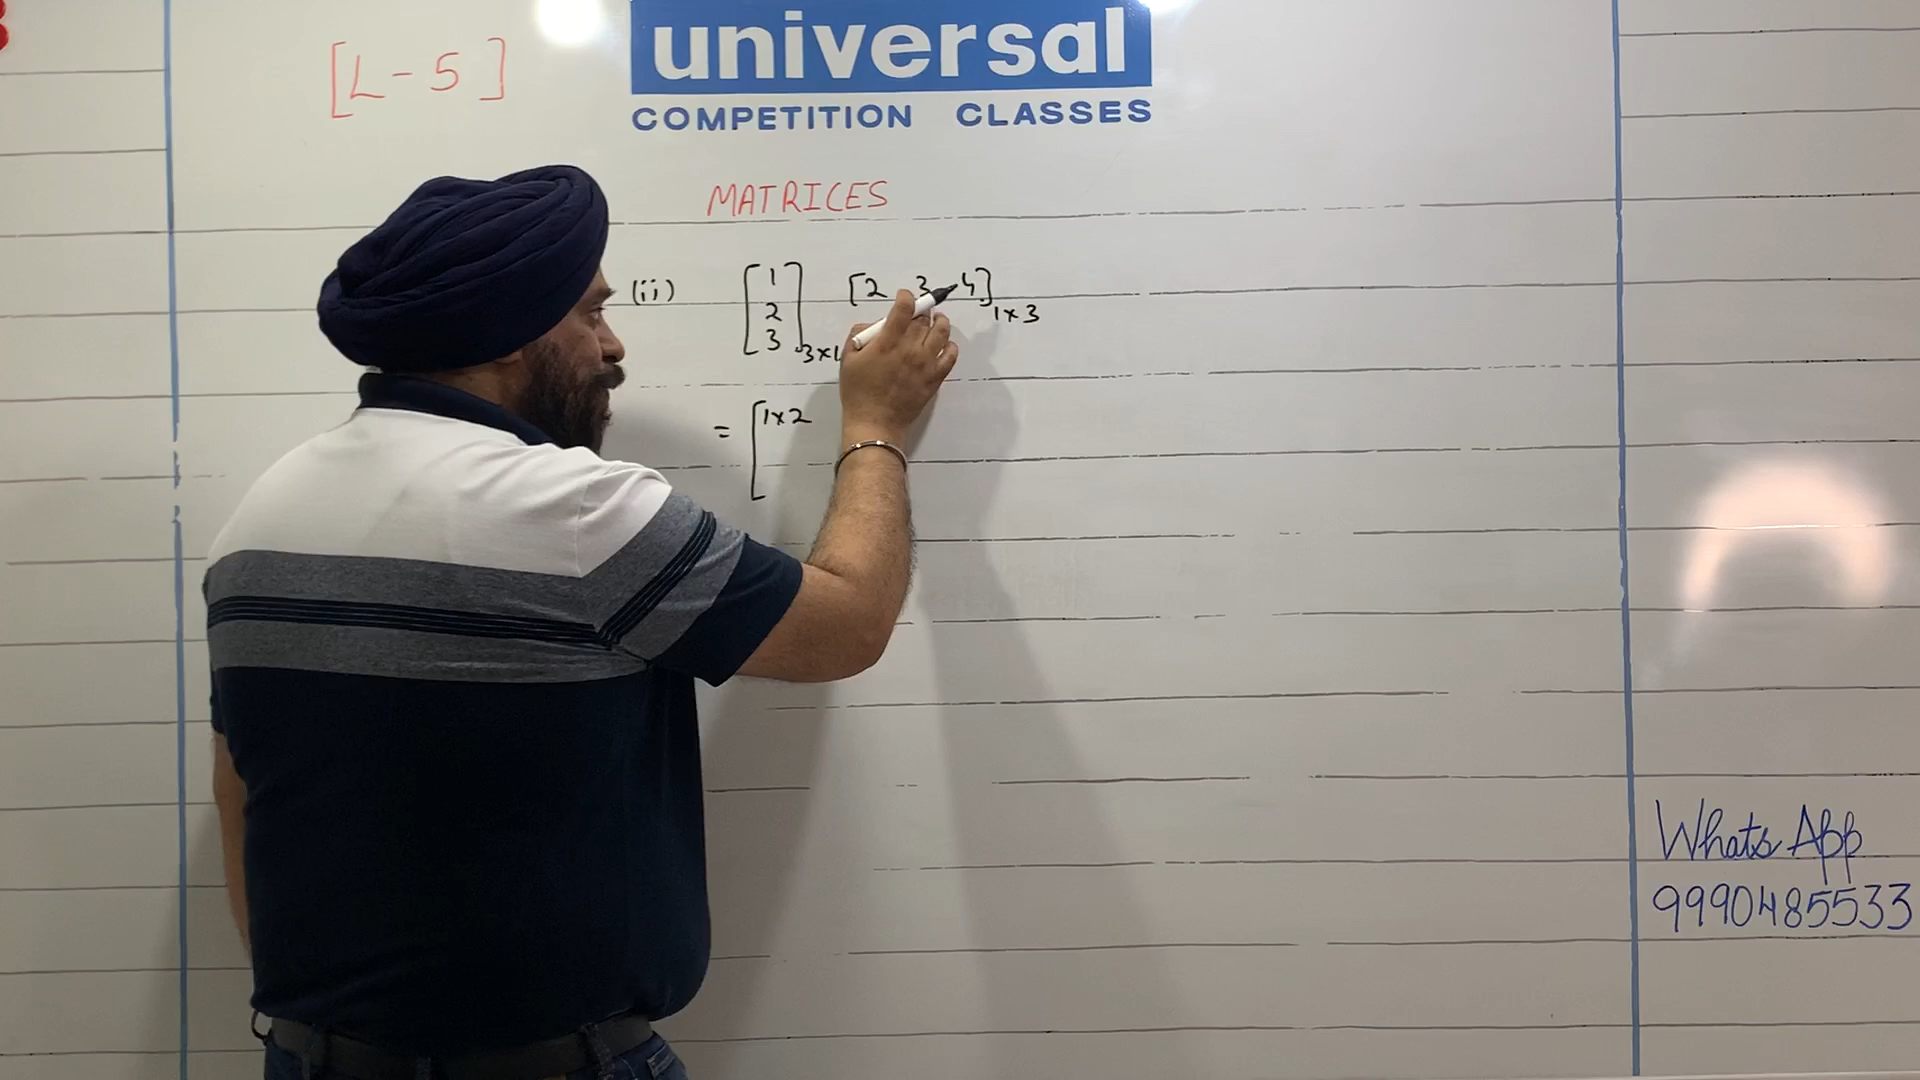 [L-5]
universal
COMPETITION CLASSES
MATRICES
(ii) [1 2 3]3×1 [2 3 4]1×3
= [1×2
Whats App
9990485533